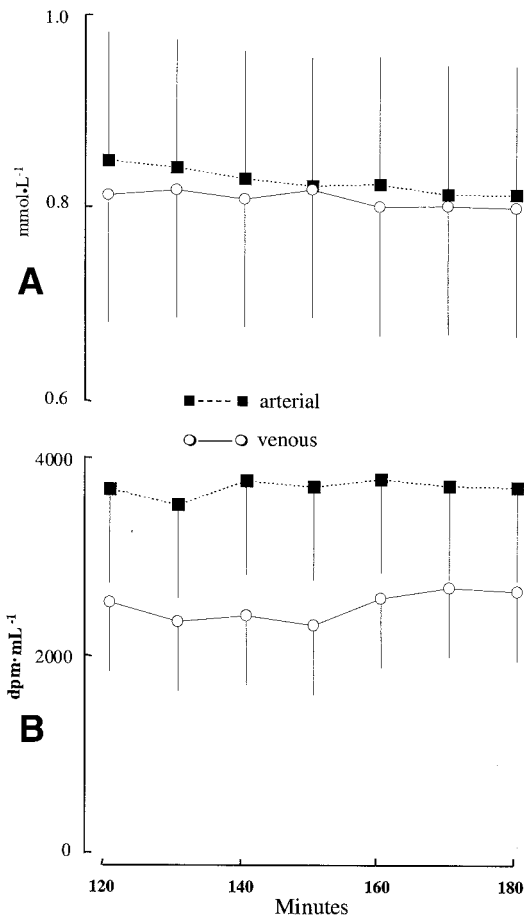 1.0
mmol•L-1
0.8
A
0.6
arterial
venous
4000
dpm•mL-1
2000
B
0
120 140 160 180
Minutes